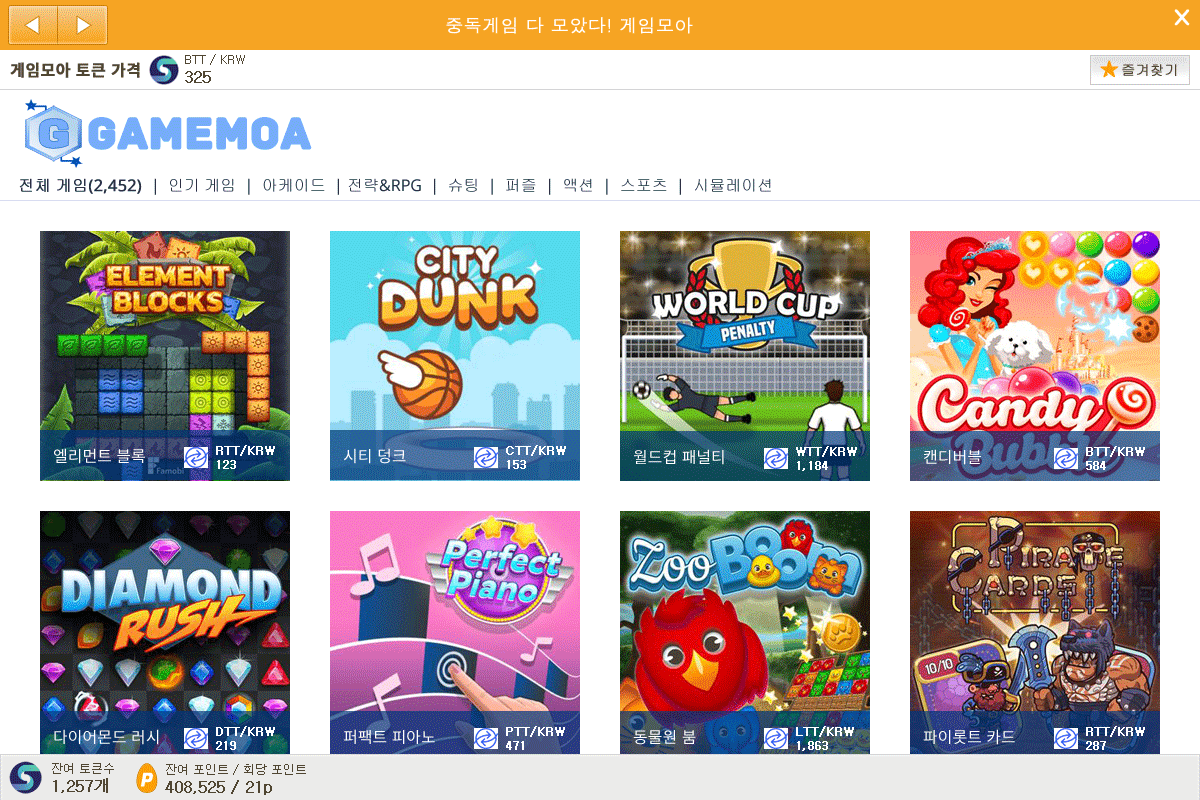 중독게임 다 모았다! 게임모아
게임모아 토큰 가격
BTT / KRW
325
즐겨찾기
G GAMEMOA
전체 게임(2,452) | 인기 게임 | 아케이드 | 전략&RPG | 슈팅 | 퍼즐 | 액션 | 스포츠 | 시뮬레이션
ELEMENT
BLOCKS
Famobi
엘리먼트 블록
RTT/KRW
123
CITY
DUNK
시티 덩크
CTT/KRW
153
WORLD CUP
PENALTY
월드컵 패널티
WTT/KRW
1,184
Candy
Bubble
캔디버블
BTT/KRW
584
DIAMOND
RUSH
다이어몬드 러시
DTT/KRW
219
Perfect
Piano
퍼팩트 피아노
PTT/KRW
471
Zoo BOOM
동물원 붐
LTT/KRW
1,863
PIRATE
CARDS
10/10
파이롯트 카드
RTT/KRW
287
잔여 토큰수
1,257개
P
잔여 포인트 / 회당 포인트
408,525 / 21p